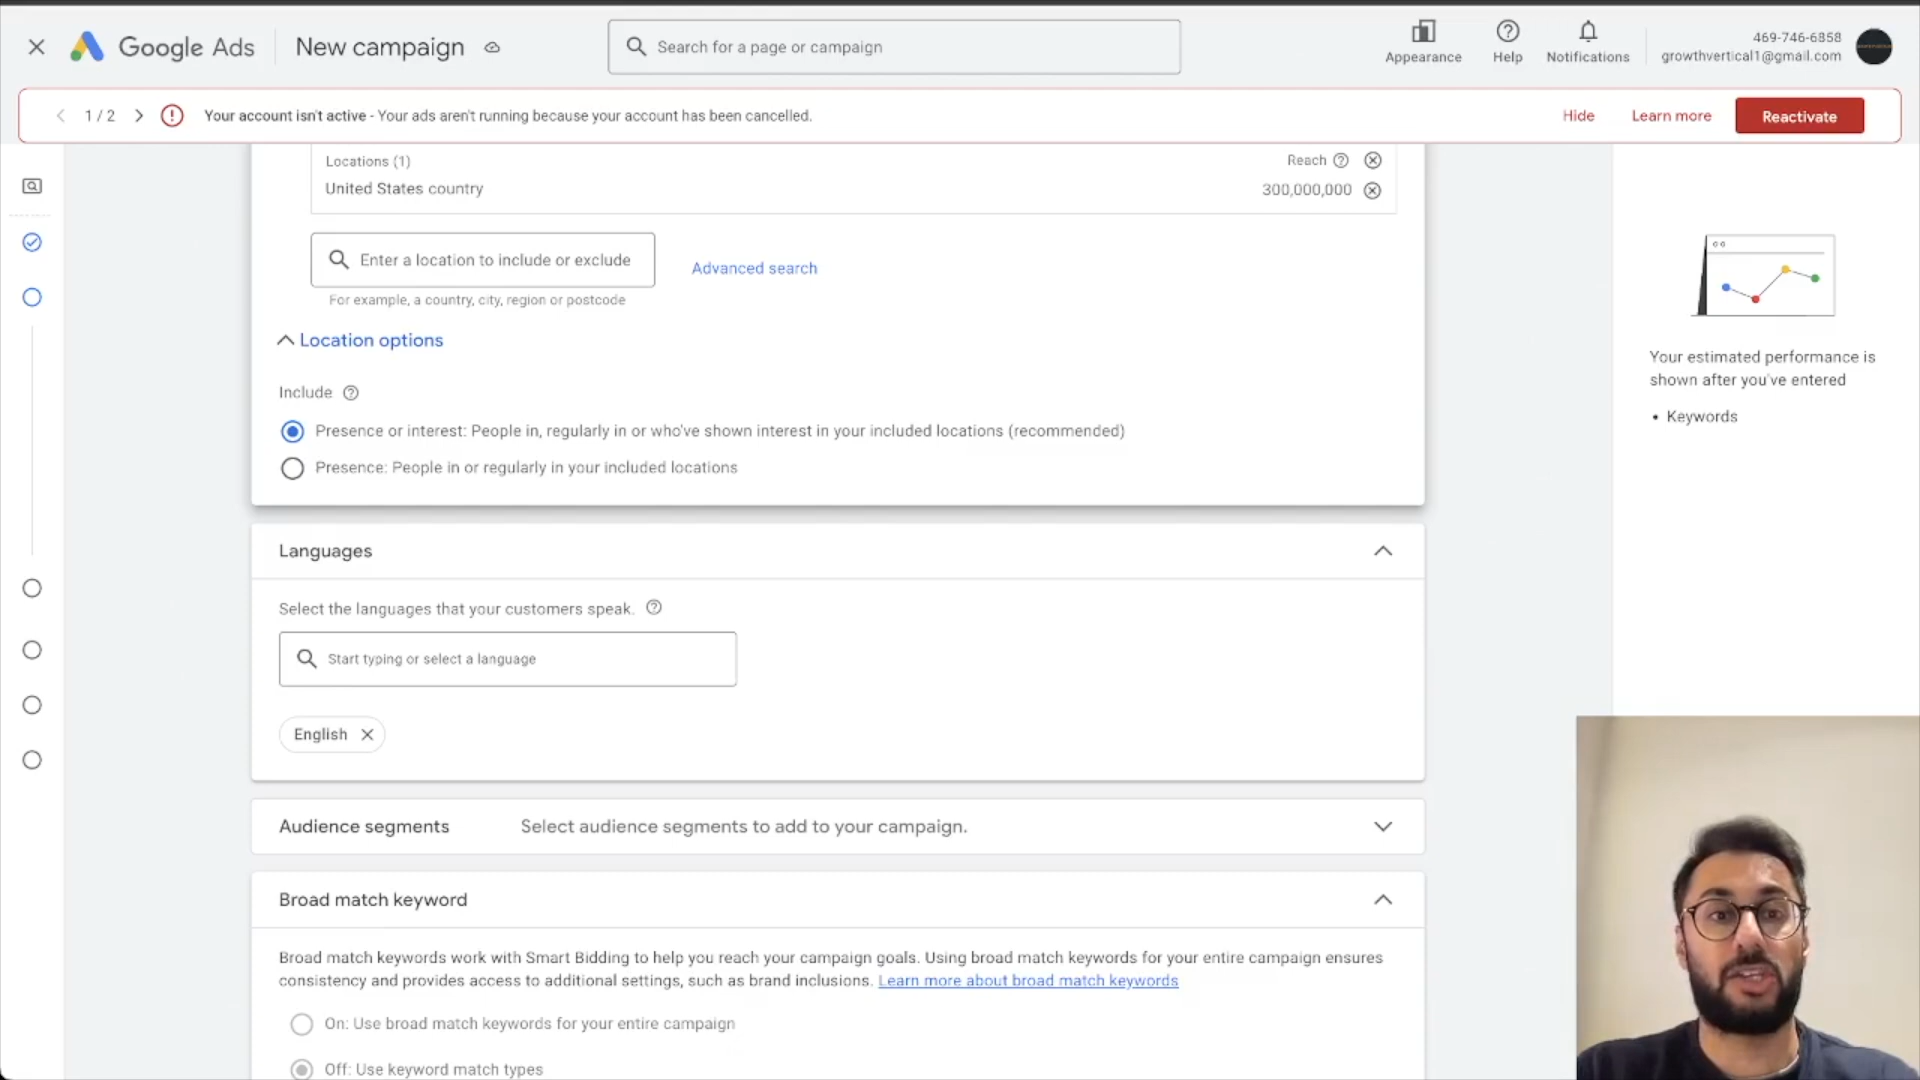 Google Ads
New campaign
Search for a page or campaign
Appearance
Help
Notifications
469-746-6858
growthvertical1@gmail.com
1 / 2
Your account isn't active - Your ads aren't running because your account has been cancelled.
Hide
Learn more
Reactivate
Locations (1)
Reach
United States country
300,000,000
Enter a location to include or exclude
Advanced search
For example, a country, city, region or postcode
Location options
Include
Presence or interest: People in, regularly in or who've shown interest in your included locations (recommended)
Presence: People in or regularly in your included locations
Your estimated performance is
shown after you've entered
• Keywords
Languages
Select the languages that your customers speak.
Start typing or select a language
English
Audience segments
Select audience segments to add to your campaign.
Broad match keyword
Broad match keywords work with Smart Bidding to help you reach your campaign goals. Using broad match keywords for your entire campaign ensures
consistency and provides access to additional settings, such as brand inclusions. Learn more about broad match keywords
On: Use broad match keywords for your entire campaign
Off: Use keyword match types